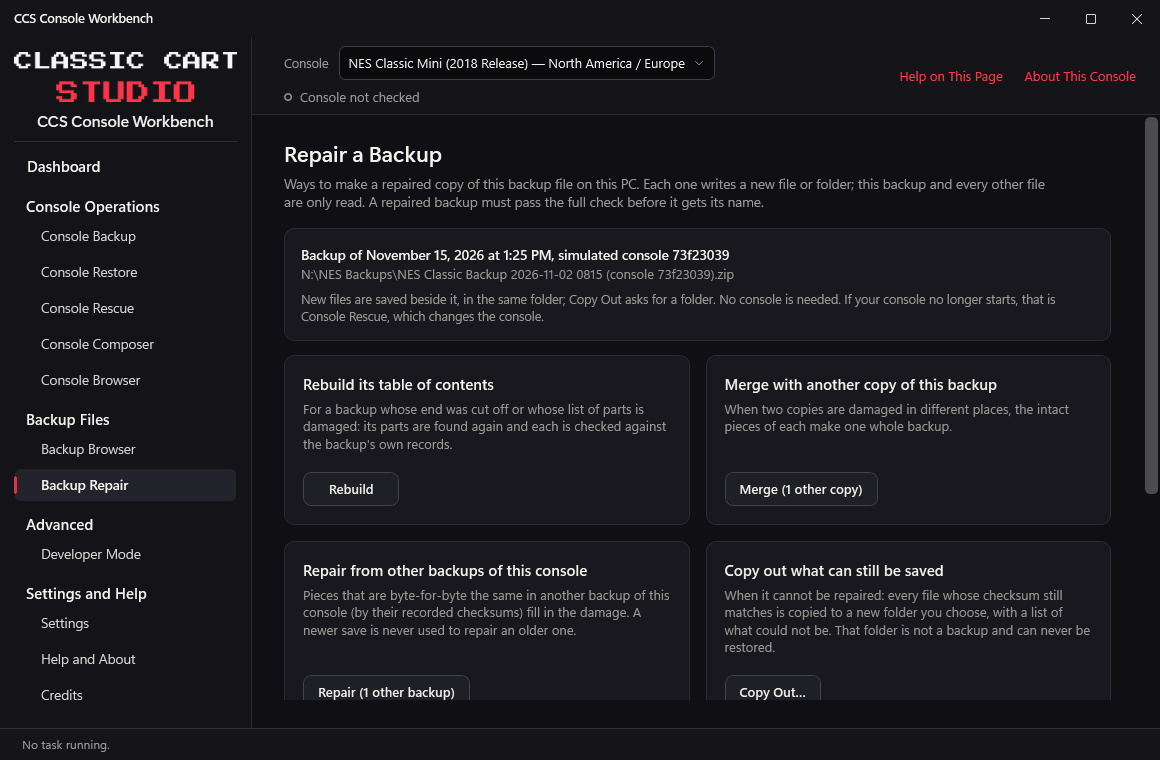 CCS Console Workbench
CLASSIC CART
STUDIO
CCS Console Workbench
Dashboard
Console Operations
Console Backup
Console Restore
Console Rescue
Console Composer
Console Browser
Backup Files
Backup Browser
Backup Repair
Advanced
Developer Mode
Settings and Help
Settings
Help and About
Credits
Console
NES Classic Mini (2018 Release) — North America / Europe
Console not checked
Help on This Page
About This Console
Repair a Backup
Ways to make a repaired copy of this backup file on this PC. Each one writes a new file or folder; this backup and every other file
are only read. A repaired backup must pass the full check before it gets its name.
Backup of November 15, 2026 at 1:25 PM, simulated console 73f23039
N:\NES Backups\NES Classic Backup 2026-11-02 0815 (console 73f23039).zip
New files are saved beside it, in the same folder; Copy Out asks for a folder. No console is needed. If your console no longer starts, that is
Console Rescue, which changes the console.
Rebuild its table of contents
For a backup whose end was cut off or whose list of parts is
damaged: its parts are found again and each is checked against
the backup's own records.
Rebuild
Merge with another copy of this backup
When two copies are damaged in different places, the intact
pieces of each make one whole backup.
Merge (1 other copy)
Repair from other backups of this console
Pieces that are byte-for-byte the same in another backup of this
console (by their recorded checksums) fill in the damage. A
newer save is never used to repair an older one.
Repair (1 other backup)
Copy out what can still be saved
When it cannot be repaired: every file whose checksum still
matches is copied to a new folder you choose, with a list of
what could not be. That folder is not a backup and can never be
restored.
Copy Out...
No task running.